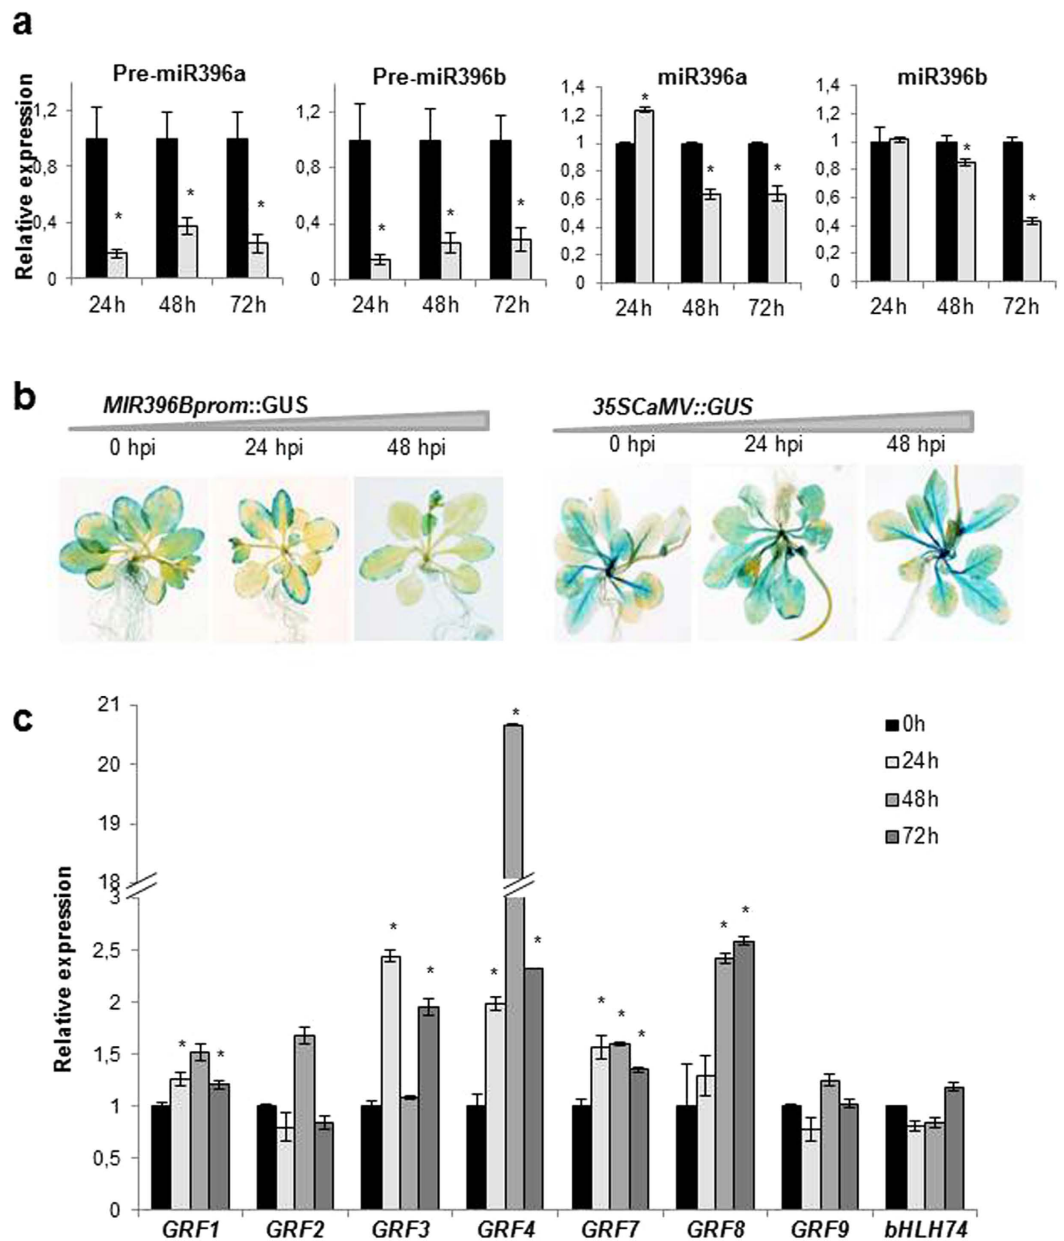 a
Pre-miR396a
Pre-miR396b
miR396a
miR396b
Relative expression
1,2
0,8
0,4
0
24h 48h 72h
1,2
0,8
0,4
0
24h 48h 72h
1,4
1,2
1
0,8
0,6
0,4
0,2
0
24h 48h 72h
1,4
1,2
1
0,8
0,6
0,4
0,2
0
24h 48h 72h
* * *
* * *
* * *
* *
b
MIR396Bprom::GUS
0 hpi 24 hpi 48 hpi
35SCaMV::GUS
0 hpi 24 hpi 48 hpi
c
Relative expression
21
20
19
18
3
2,5
2
1,5
1
0,5
0
* * * * * * * * * * * *
0h
24h
48h
72h
GRF1 GRF2 GRF3 GRF4 GRF7 GRF8 GRF9 bHLH74